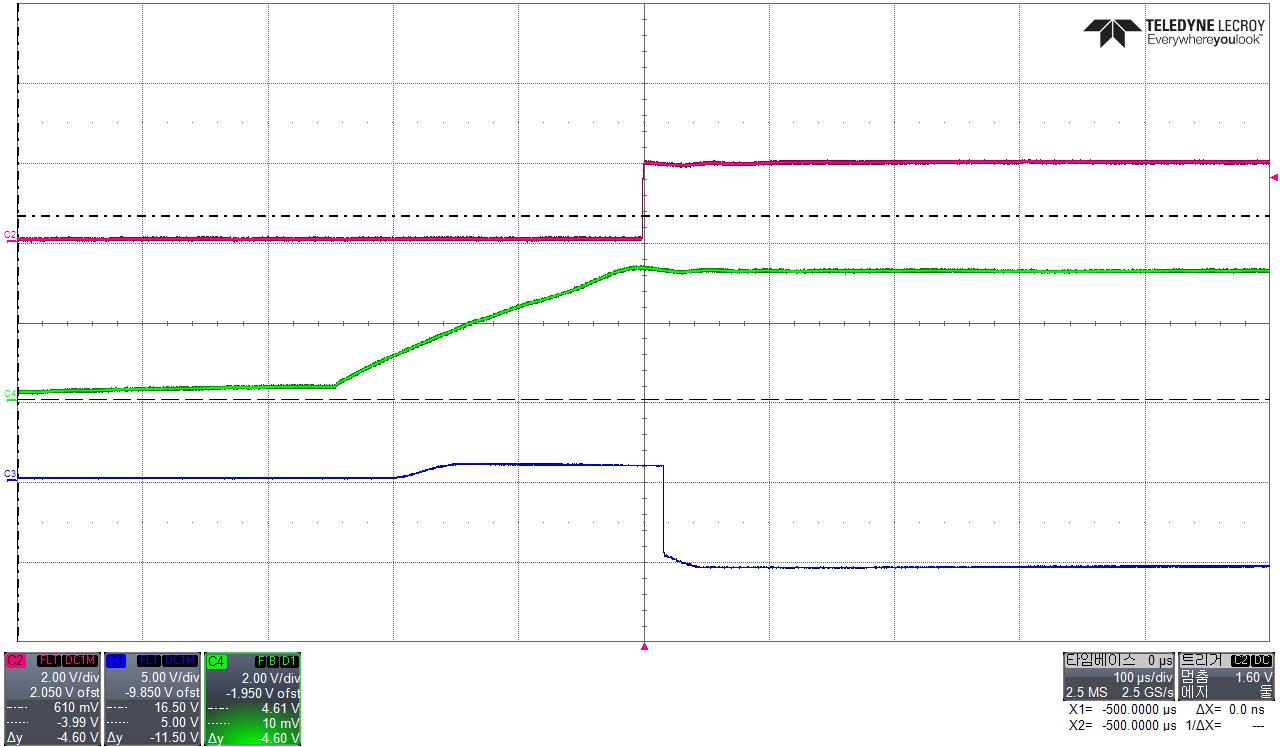 TELEDYNE LECROY
Everywhereyoulook™
C2
C4
C3
C2 FLT DC1M
2.00 V/div
2.050 V ofst
610 mV
-3.99 V
Δy -4.60 V
C3 FLT DC1M
5.00 V/div
-9.850 V ofst
16.50 V
5.00 V
Δy -11.50 V
C4 F B D1
2.00 V/div
-1.950 V ofst
4.61 V
10 mV
Δy -4.60 V
타임베이스 0 µs
100 µs/div
2.5 MS 2.5 GS/s
트리거 C2 DC
멈춤 1.60 V
에지 둘
X1= -500.0000 µs ΔX= 0.0 ns
X2= -500.0000 µs 1/ΔX= ---